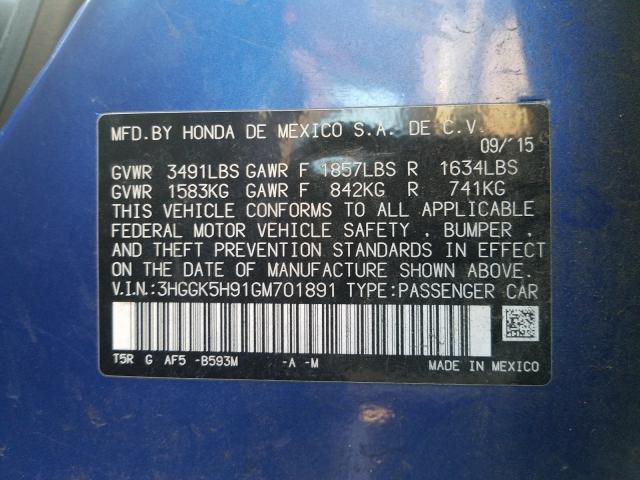 MFD.BY HONDA DE MEXICO S.A. DE C.V.
09/'15
GVWR 3491LBS GAWR F 1857LBS R 1634LBS
GVWR 1583KG GAWR F 842KG R 741KG
THIS VEHICLE CONFORMS TO ALL APPLICABLE
FEDERAL MOTOR VEHICLE SAFETY , BUMPER ,
AND THEFT PREVENTION STANDARDS IN EFFECT
ON THE DATE OF MANUFACTURE SHOWN ABOVE.
V.I.N.:3HGGK5H91GM701891 TYPE:PASSENGER CAR
T5R G AF5 -B593M -A -M MADE IN MEXICO